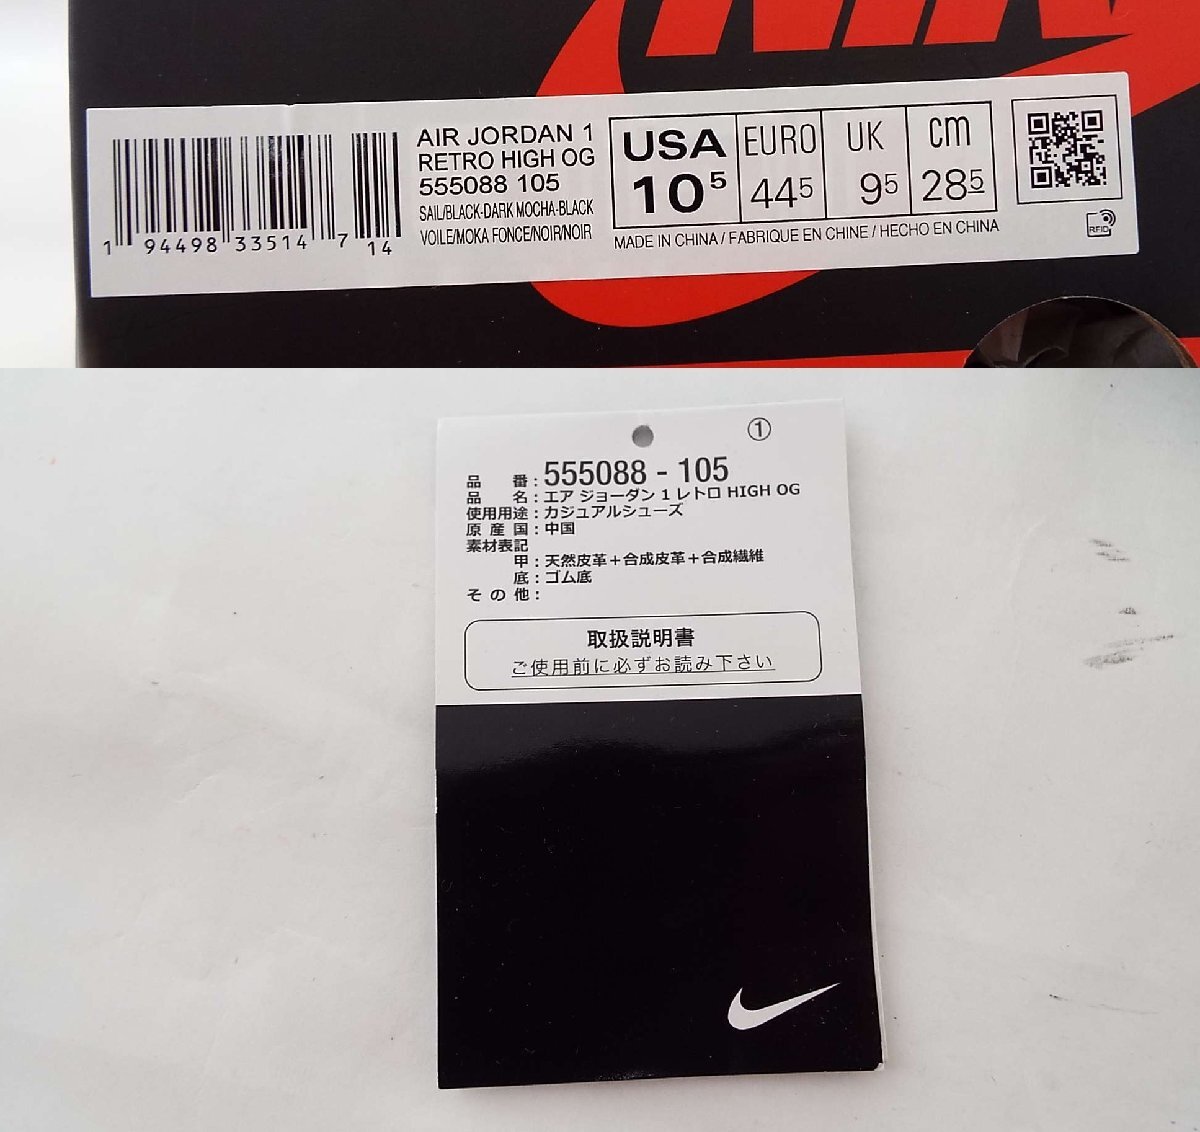 NIKE
AIR JORDAN 1
RETRO HIGH OG
555088 105
SAIL/BLACK-DARK MOCHA-BLACK
VOILE/MOKA FONCE/NOIR/NOIR
1 94498 33514 7 14
USA EURO UK cm
10⁵ 44⁵ 9⁵ 28⁵
MADE IN CHINA / FABRIQUE EN CHINE / HECHO EN CHINA
RFID
①
品 番：555088 - 105
品 名：エア ジョーダン 1 レトロ HIGH OG
使用用途：カジュアルシューズ
原 産 国：中国
素材表記
甲：天然皮革＋合成皮革＋合成繊維
底：ゴム底
そ の 他：
取扱説明書
ご使用前に必ずお読み下さい